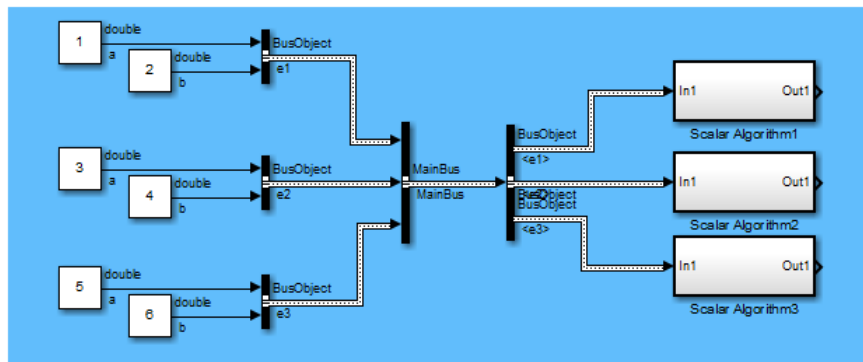 1
double
a
2
double
b
BusObject
e1
3
double
a
4
double
b
BusObject
e2
5
double
a
6
double
b
BusObject
e3
MainBus
MainBus
BusObject
<e1>
BusObject
BusObject
<e3>
In1
Out1
Scalar Algorithm1
In1
Out1
Scalar Algorithm2
In1
Out1
Scalar Algorithm3